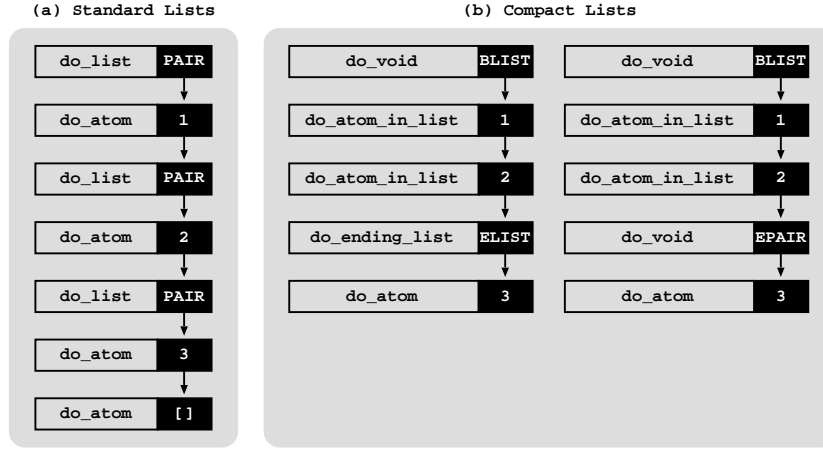 (a) Standard Lists
do_list PAIR
do_atom 1
do_list PAIR
do_atom 2
do_list PAIR
do_atom 3
do_atom []
(b) Compact Lists
do_void BLIST
do_atom_in_list 1
do_atom_in_list 2
do_ending_list ELIST
do_atom 3
do_void BLIST
do_atom_in_list 1
do_atom_in_list 2
do_void EPAIR
do_atom 3